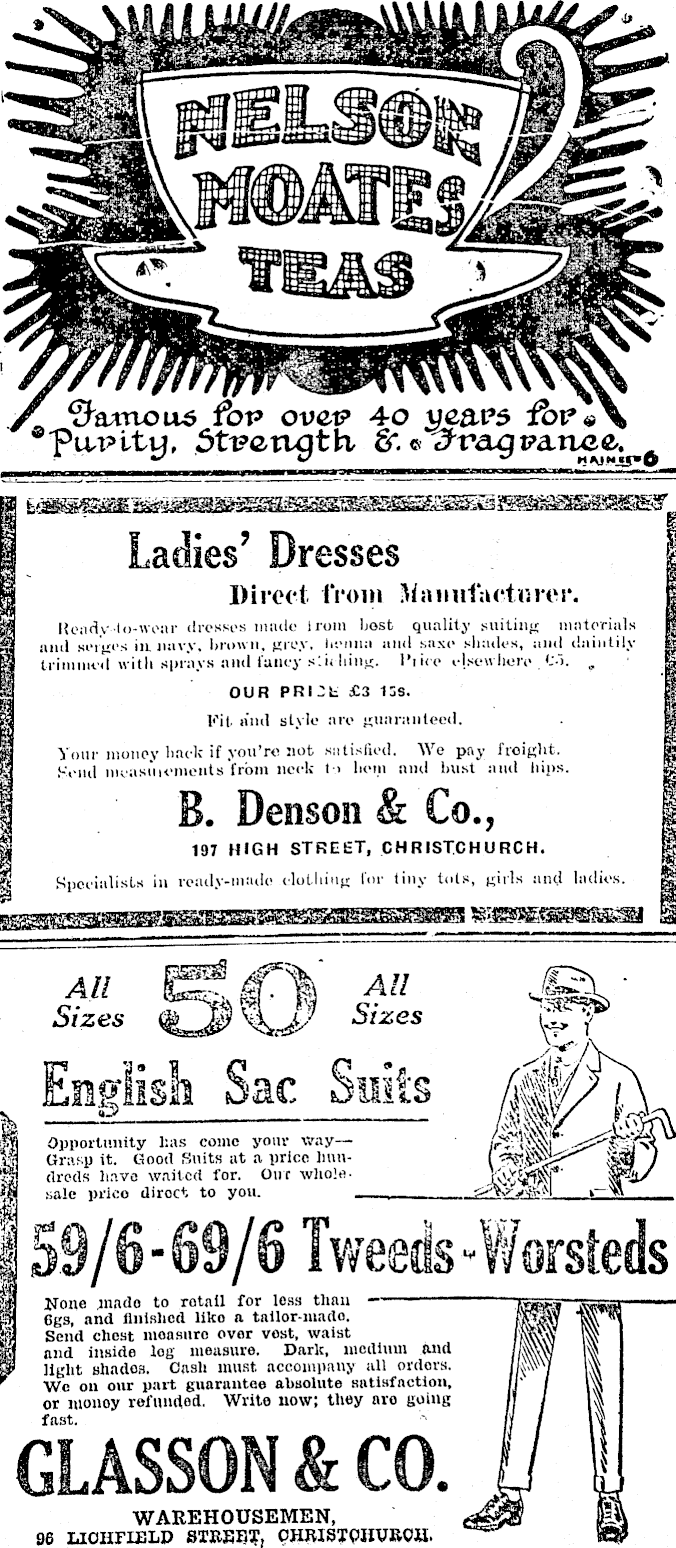 NELSON
MOATES
TEAS
Famous for over 40 years for
Purity, Strength & Fragrance.
HAINES 6
Ladies' Dresses
Direct from Manufacturer.
Ready-to-wear dresses made from best quality suiting materials
and serges in navy, brown, grey, henna and saxe shades, and daintily
trimmed with sprays and fancy stiching. Price elsewhere £5.
OUR PRICE £3 15s.
Fit and style are guaranteed.
Your money back if you're not satisfied. We pay freight.
Send measurements from neck to hem and bust and hips.
B. Denson & Co.,
197 HIGH STREET, CHRISTCHURCH.
Specialists in ready-made clothing for tiny tots, girls and ladies.
All Sizes 50 All Sizes
English Sac Suits
Opportunity has come your way—
Grasp it. Good Suits at a price hun-
dreds have waited for. Our whole-
sale price direct to you.
59/6-69/6 Tweeds - Worsteds
None made to retail for less than
6gs, and finished like a tailor-made.
Send chest measure over vest, waist
and inside leg measure. Dark, medium and
light shades. Cash must accompany all orders.
We on our part guarantee absolute satisfaction,
or money refunded. Write now; they are going
fast.
GLASSON & CO.
WAREHOUSEMEN,
96 LICHFIELD STREET, CHRISTCHURCH.